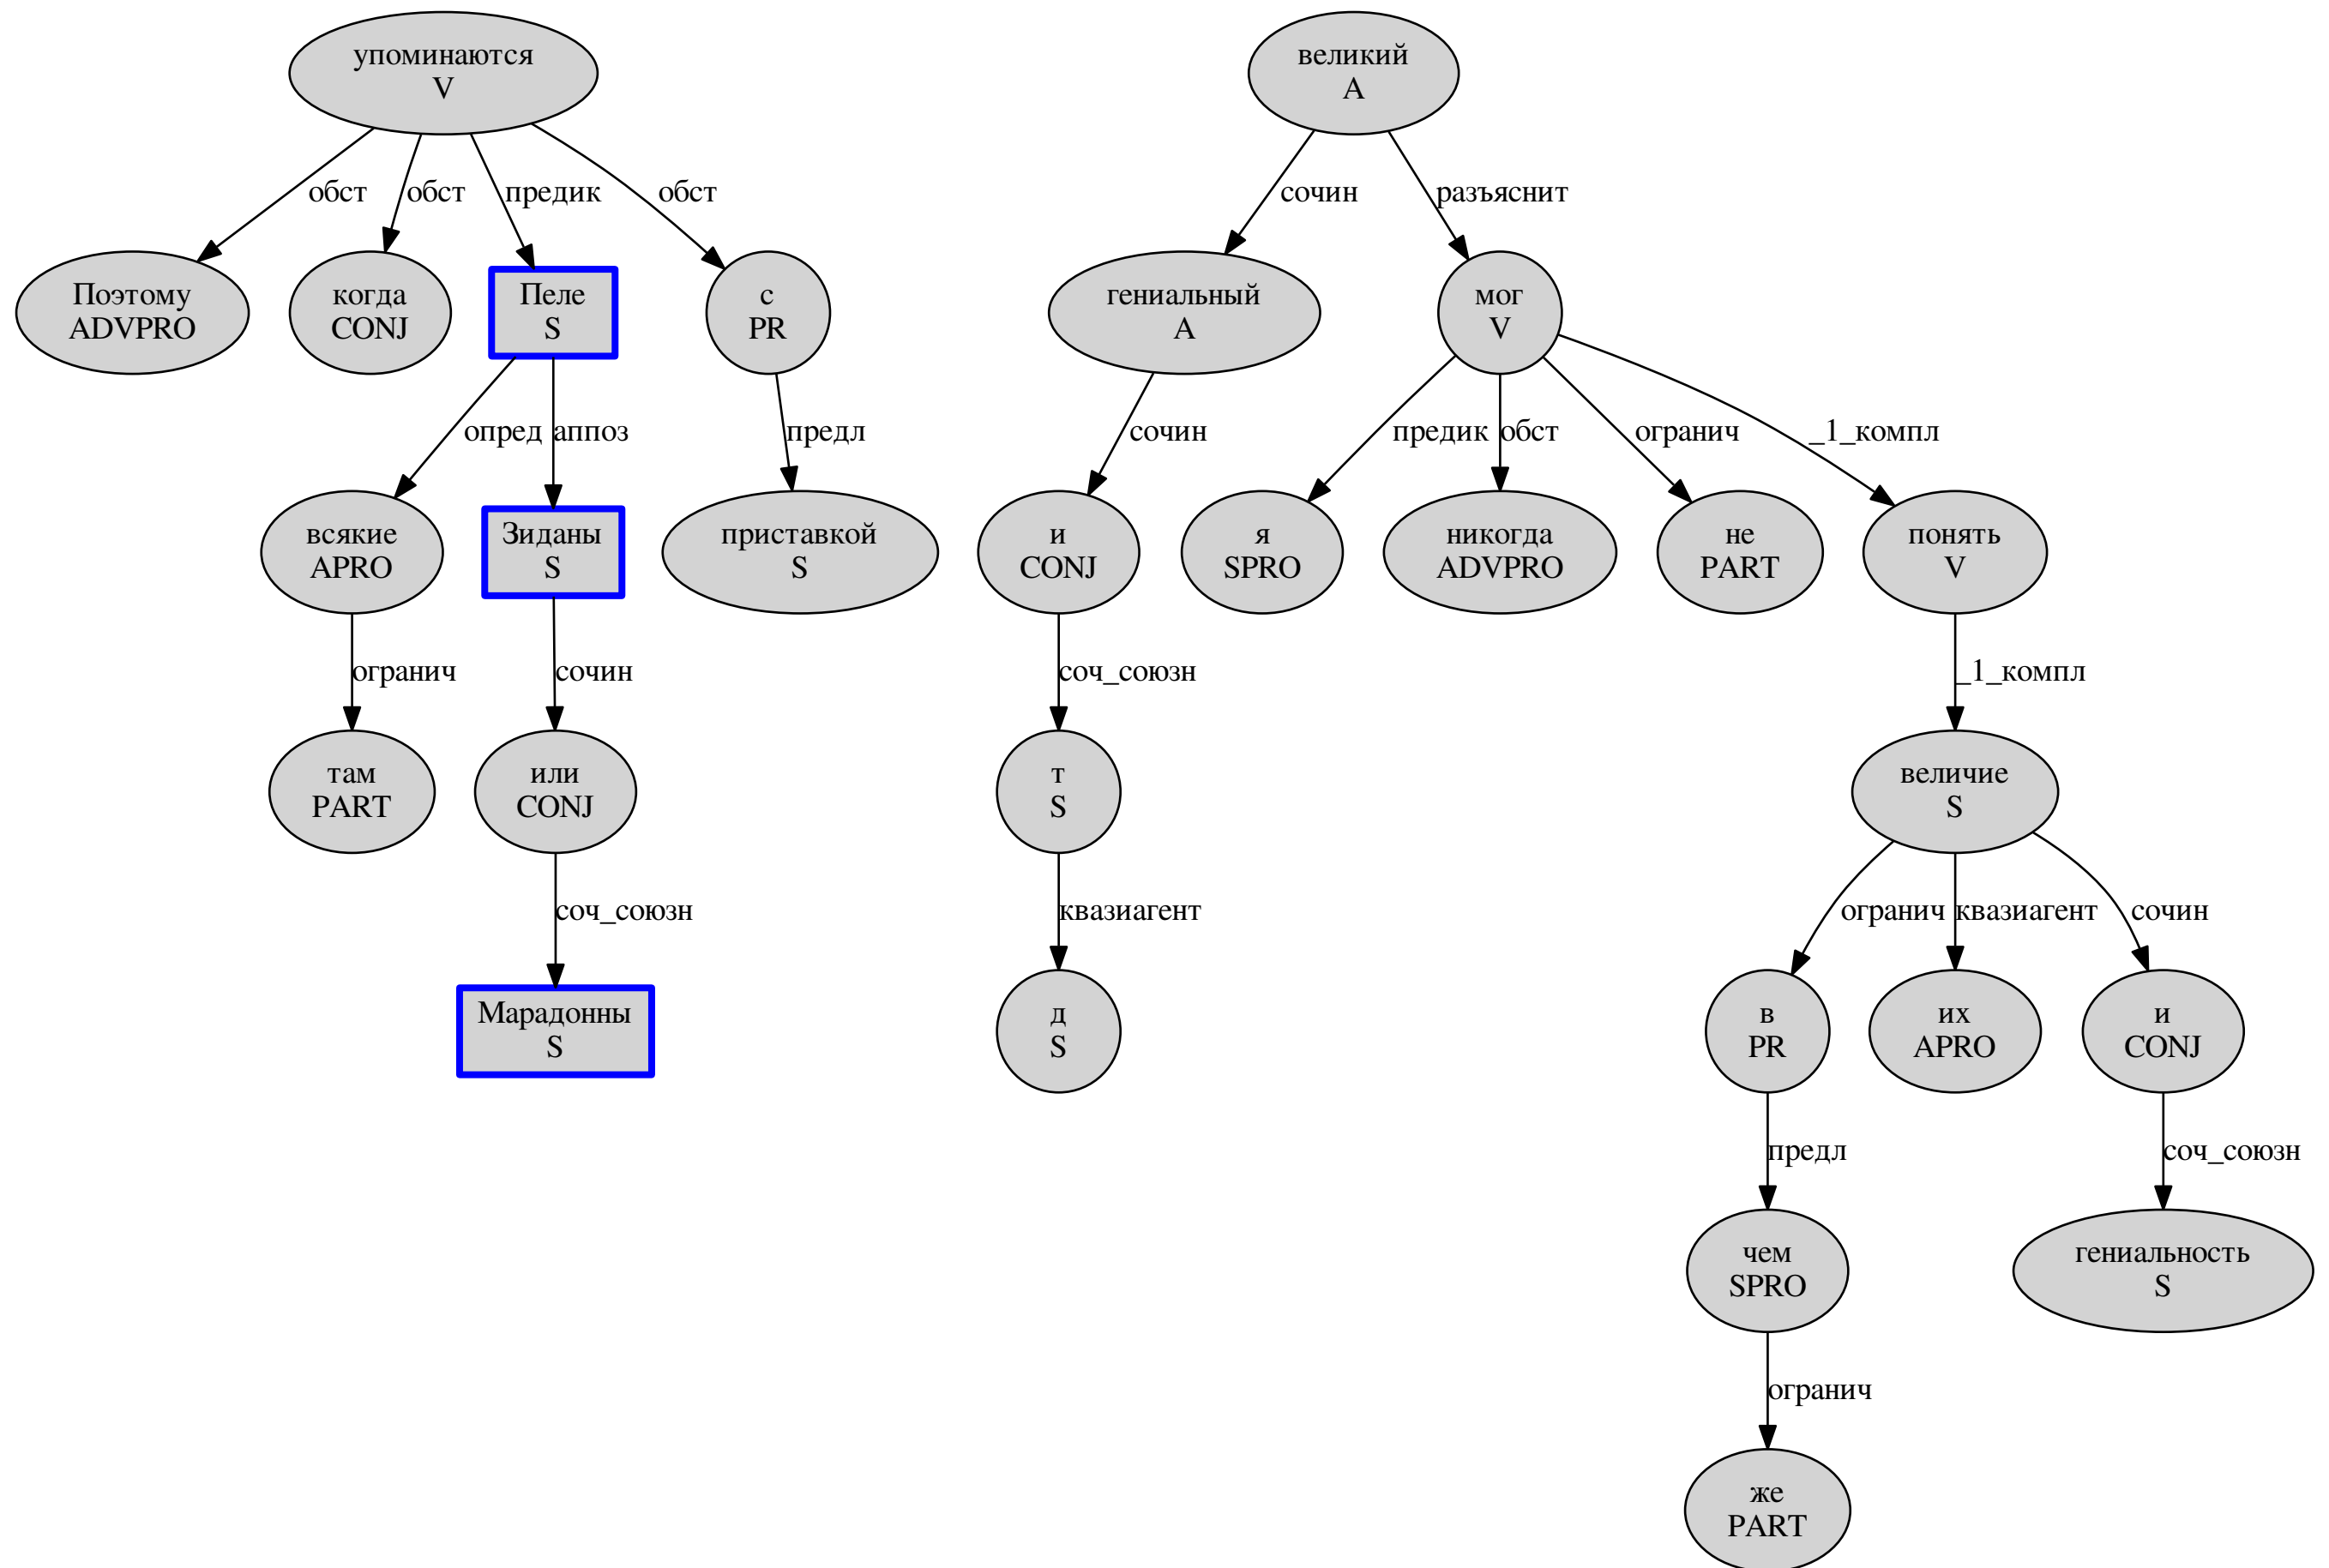 упоминаются
V
великий
A
обст
обст
предик
обст
сочин
разъяснит
Поэтому
ADVPRO
когда
CONJ
Пеле
S
с
PR
гениальный
A
мог
V
опред
аппоз
предл
сочин
предик
обст
огранич
_1_компл
всякие
APRO
Зиданы
S
приставкой
S
и
CONJ
я
SPRO
никогда
ADVPRO
не
PART
понять
V
огранич
сочин
соч_союзн
_1_компл
там
PART
или
CONJ
т
S
величие
S
соч_союзн
квазиагент
огранич
квазиагент
сочин
Марадонны
S
д
S
в
PR
их
APRO
и
CONJ
предл
соч_союзн
чем
SPRO
гениальность
S
огранич
же
PART